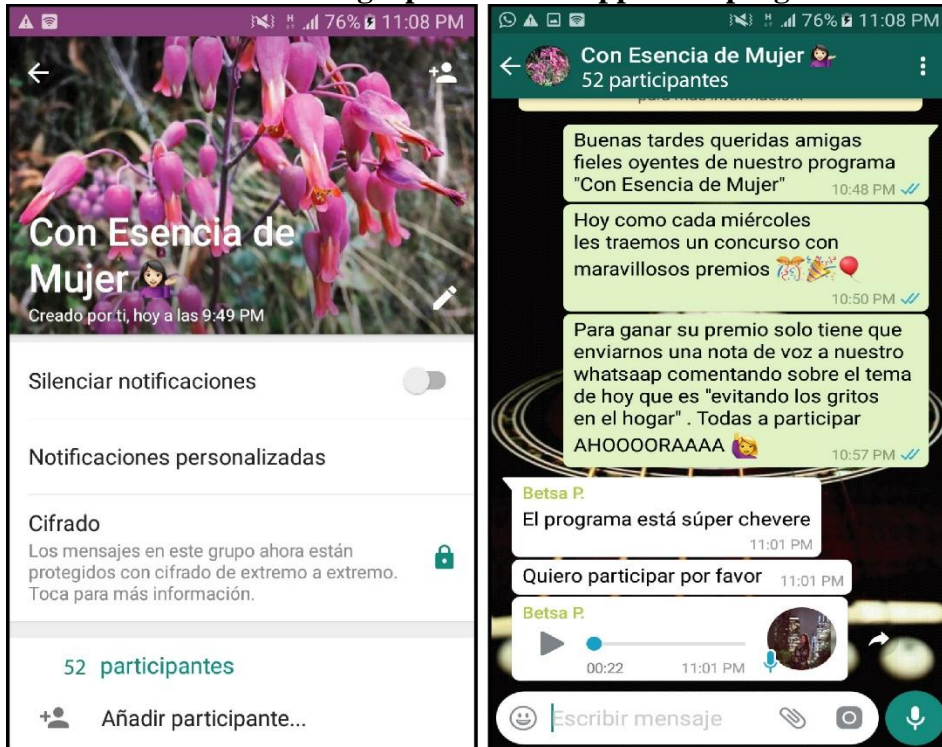 76% 11:08 PM
Con Esencia de
Mujer
Creado por ti, hoy a las 9:49 PM
Silenciar notificaciones
Notificaciones personalizadas
Cifrado
Los mensajes en este grupo ahora están
protegidos con cifrado de extremo a extremo.
Toca para más información.
52 participantes
Añadir participante...
76% 11:08 PM
Con Esencia de Mujer
52 participantes
para más información.
Buenas tardes queridas amigas
fieles oyentes de nuestro programa
"Con Esencia de Mujer" 10:48 PM
Hoy como cada miércoles
les traemos un concurso con
maravillosos premios
10:50 PM
Para ganar su premio solo tiene que
enviarnos una nota de voz a nuestro
whatsaap comentando sobre el tema
de hoy que es "evitando los gritos
en el hogar" . Todas a participar
AHOOOORAAAA
10:57 PM
Betsa P.
El programa está súper chevere
11:01 PM
Quiero participar por favor 11:01 PM
Betsa P.
00:22 11:01 PM
Escribir mensaje